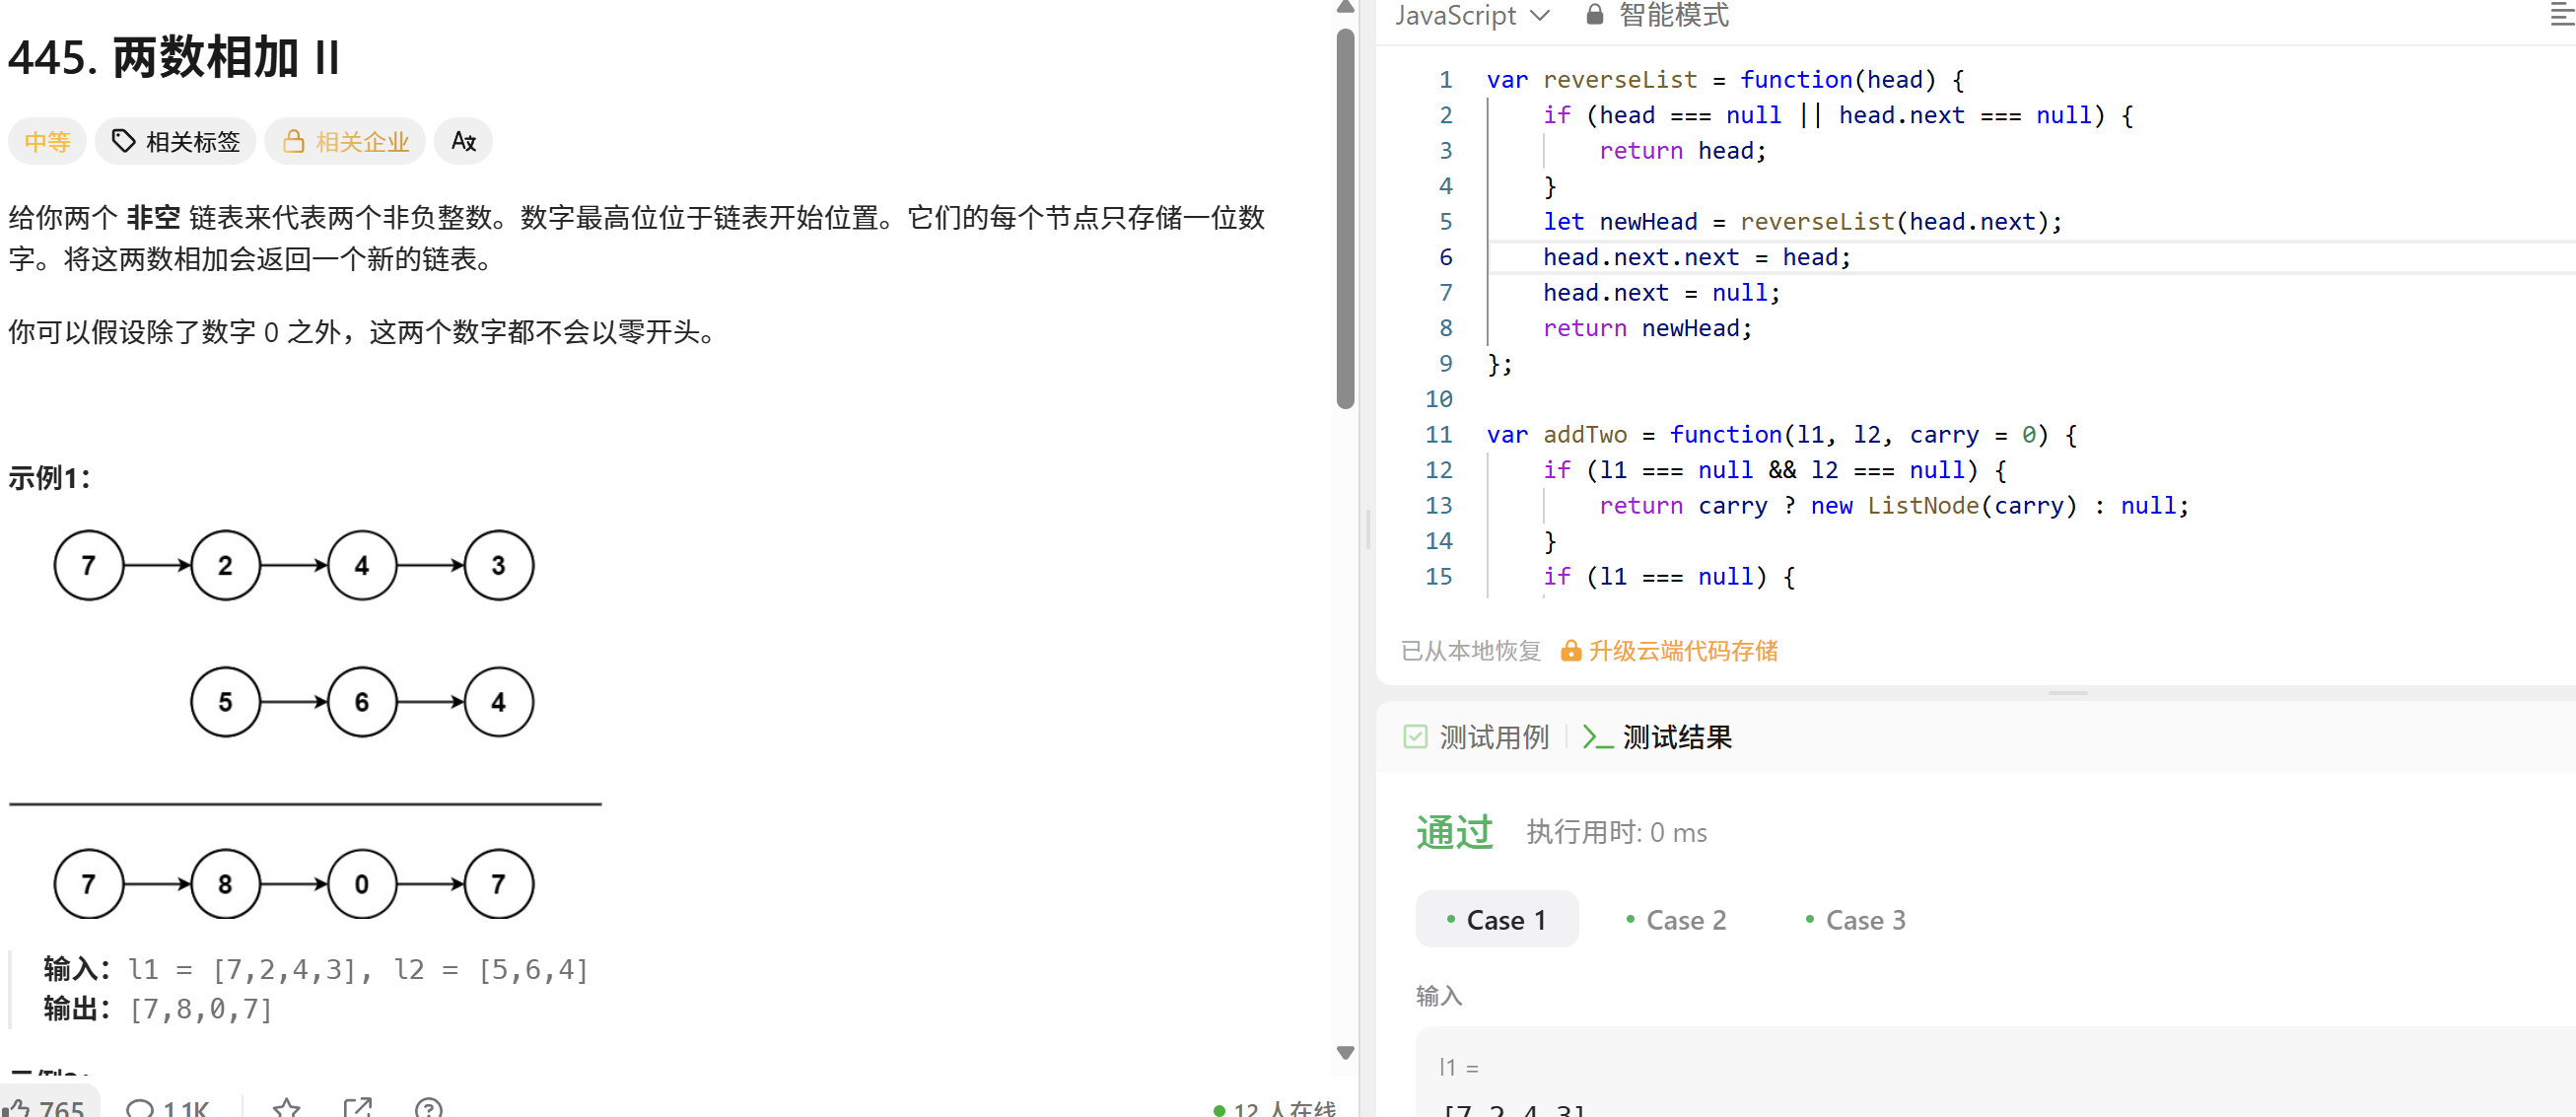 445. 两数相加 II
中等 相关标签 相关企业
给你两个 非空 链表来代表两个非负整数。数字最高位位于链表开始位置。它们的每个节点只存储一位数
字。将这两数相加会返回一个新的链表。
你可以假设除了数字 0 之外，这两个数字都不会以零开头。
示例1：
7 2 4 3
5 6 4
7 8 0 7
输入：l1 = [7,2,4,3], l2 = [5,6,4]
输出：[7,8,0,7]
765 1.1K 12 人在线
JavaScript 智能模式
1 var reverseList = function(head) {
2 if (head === null || head.next === null) {
3 return head;
4 }
5 let newHead = reverseList(head.next);
6 head.next.next = head;
7 head.next = null;
8 return newHead;
9 };
10
11 var addTwo = function(l1, l2, carry = 0) {
12 if (l1 === null && l2 === null) {
13 return carry ? new ListNode(carry) : null;
14 }
15 if (l1 === null) {
已从本地恢复 升级云端代码存储
测试用例 测试结果
通过 执行用时: 0 ms
Case 1 Case 2 Case 3
输入
l1 =
[7,2,4,3]